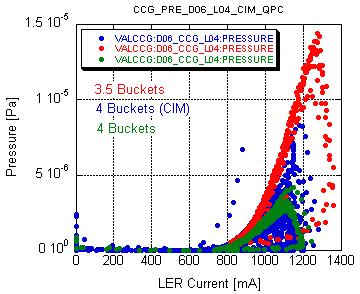 CCG_PRE_D06_L04_CIM_QPC
1.5 10⁻⁵
VALCCG:D06_CCG_L04:PRESSURE
VALCCG:D06_CCG_L04:PRESSURE
VALCCG:D06_CCG_L04:PRESSURE
3.5 Buckets
1 10⁻⁵
4 Buckets (CIM)
4 Buckets
Pressure [Pa]
5 10⁻⁶
0 10⁰
0 200 400 600 800 1000 1200 1400
LER Current [mA]